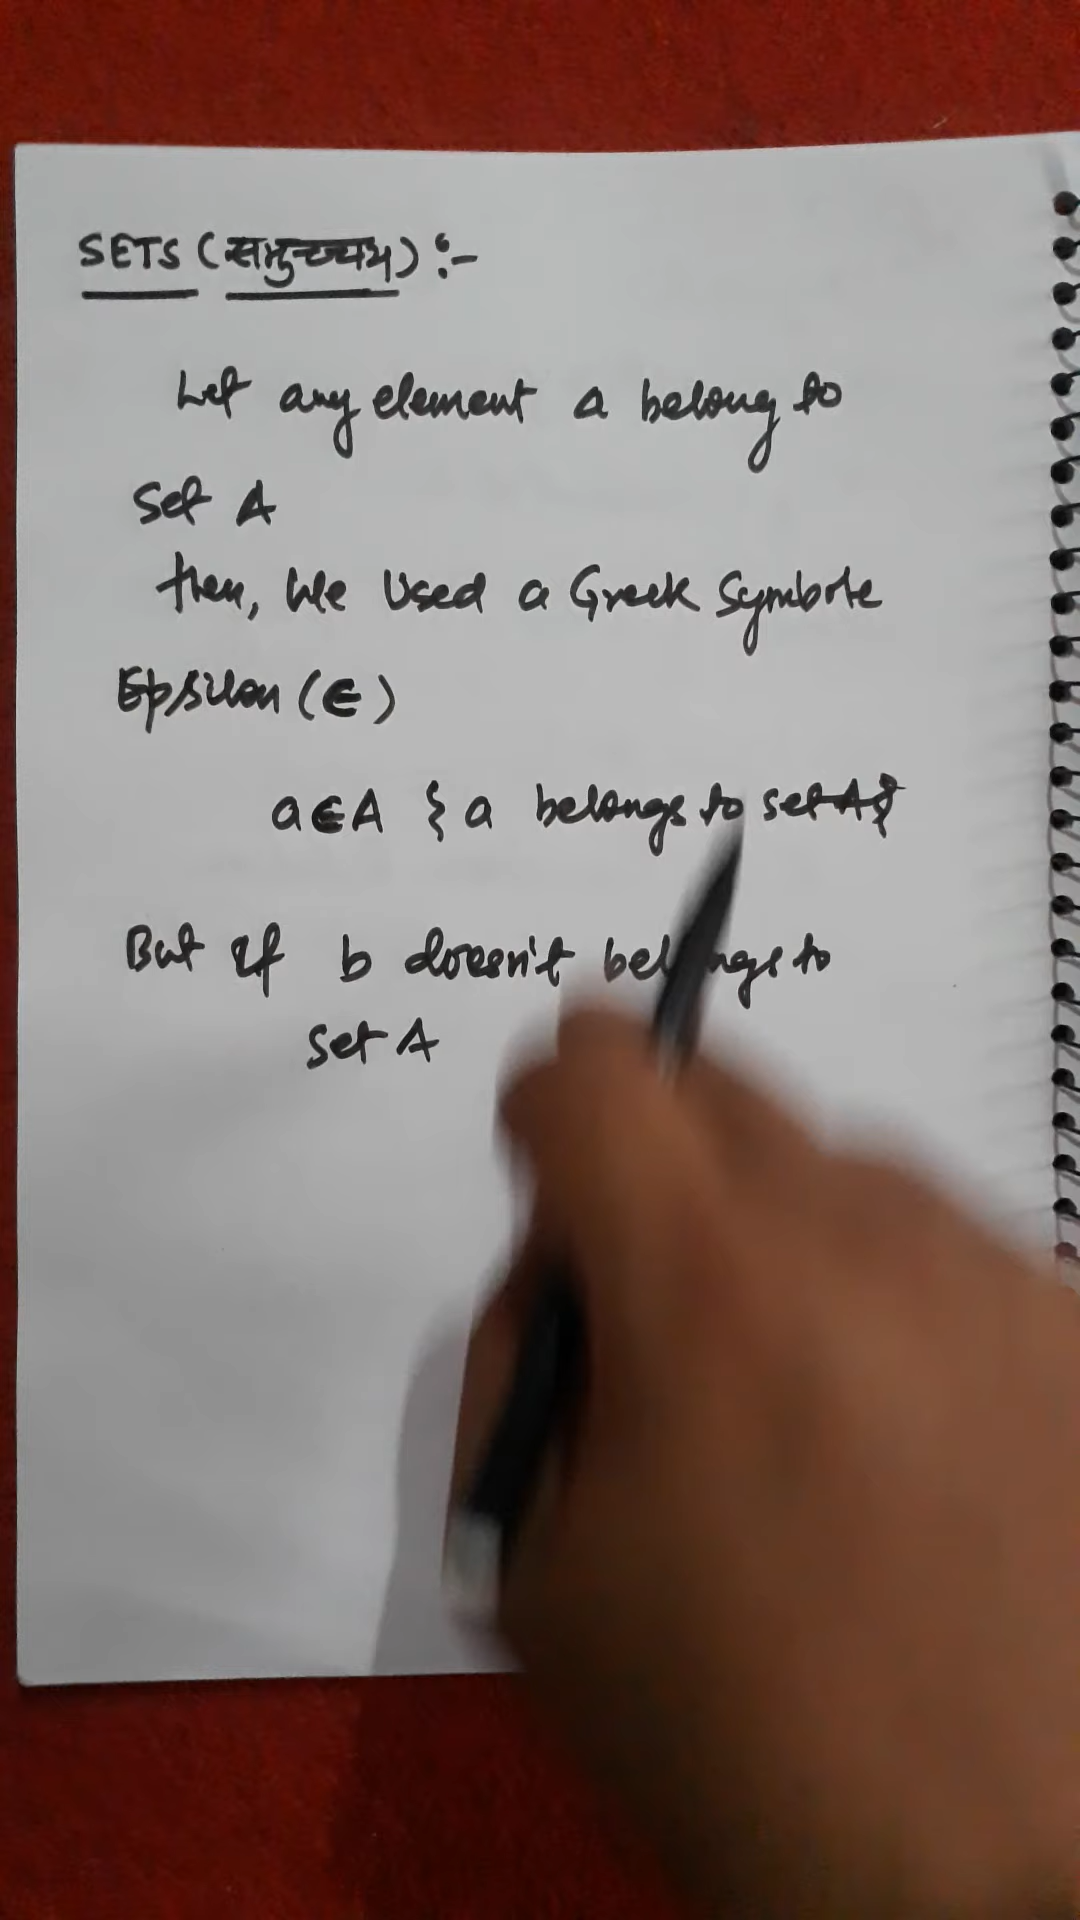 SETS (समुच्चय) :-
Let any element a belong to
Set A
then, We Used a Greek Symbole
Epsilon (∈)
a∈A { a belongs to set A}
But if b doesn't belongs to
set A